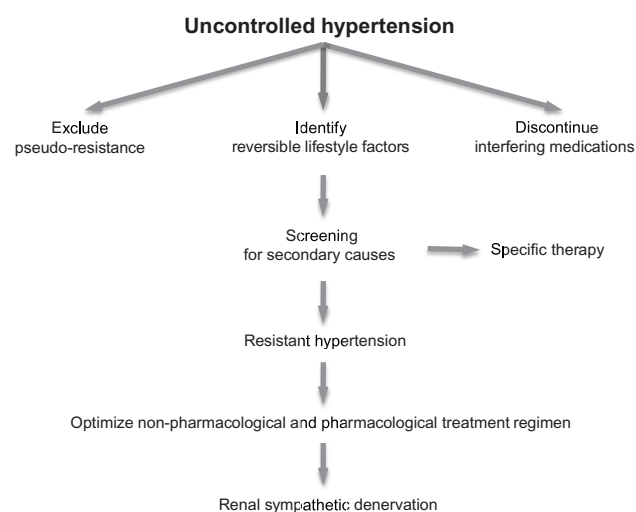 Uncontrolled hypertension
Exclude
pseudo-resistance
Identify
reversible lifestyle factors
Discontinue
interfering medications
Screening
for secondary causes
Specific therapy
Resistant hypertension
Optimize non-pharmacological and pharmacological treatment regimen
Renal sympathetic denervation